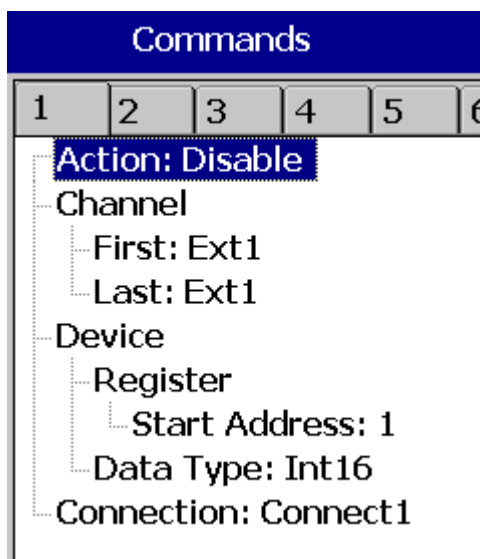 Commands
1 2 3 4 5 6
Action: Disable
Channel
First: Ext1
Last: Ext1
Device
Register
Start Address: 1
Data Type: Int16
Connection: Connect1